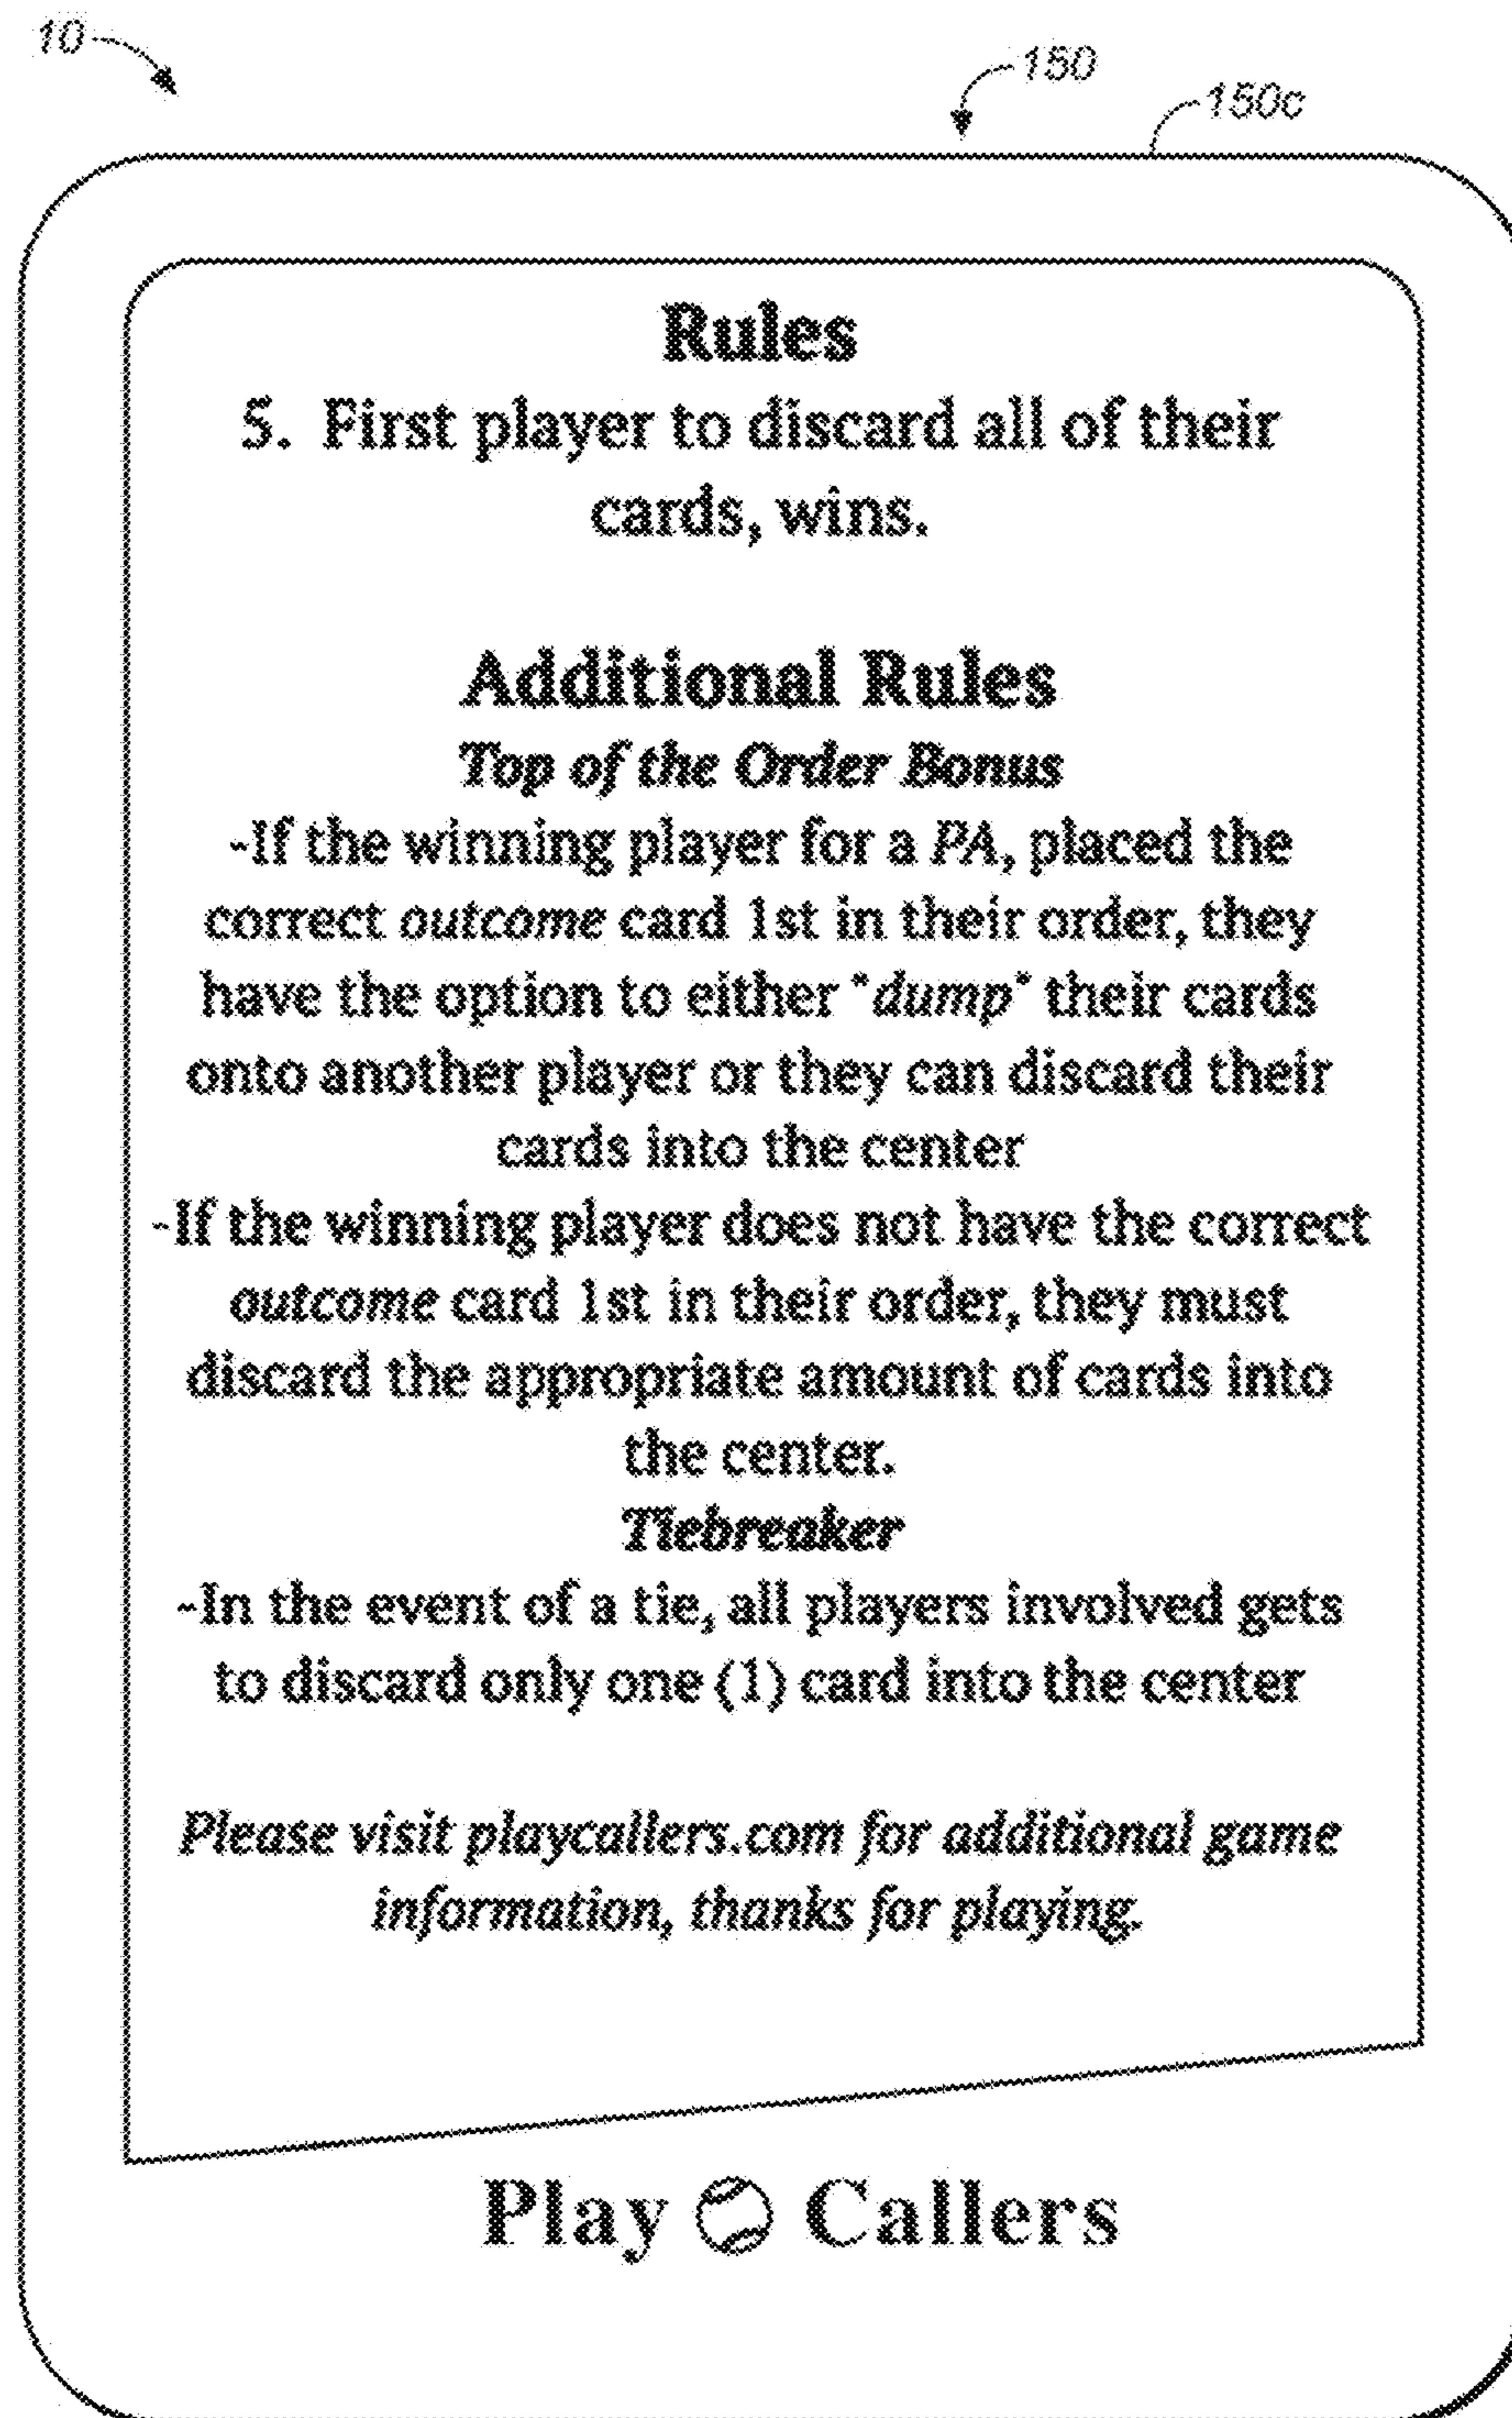 10
150
150c
Rules
5. First player to discard all of their
cards, wins.
Additional Rules
Top of the Order Bonus
-If the winning player for a PA, placed the
correct outcome card 1st in their order, they
have the option to either "dump" their cards
onto another player or they can discard their
cards into the center
-If the winning player does not have the correct
outcome card 1st in their order, they must
discard the appropriate amount of cards into
the center.
Tiebreaker
-In the event of a tie, all players involved gets
to discard only one (1) card into the center
Please visit playcallers.com for additional game
information, thanks for playing.
Play Callers